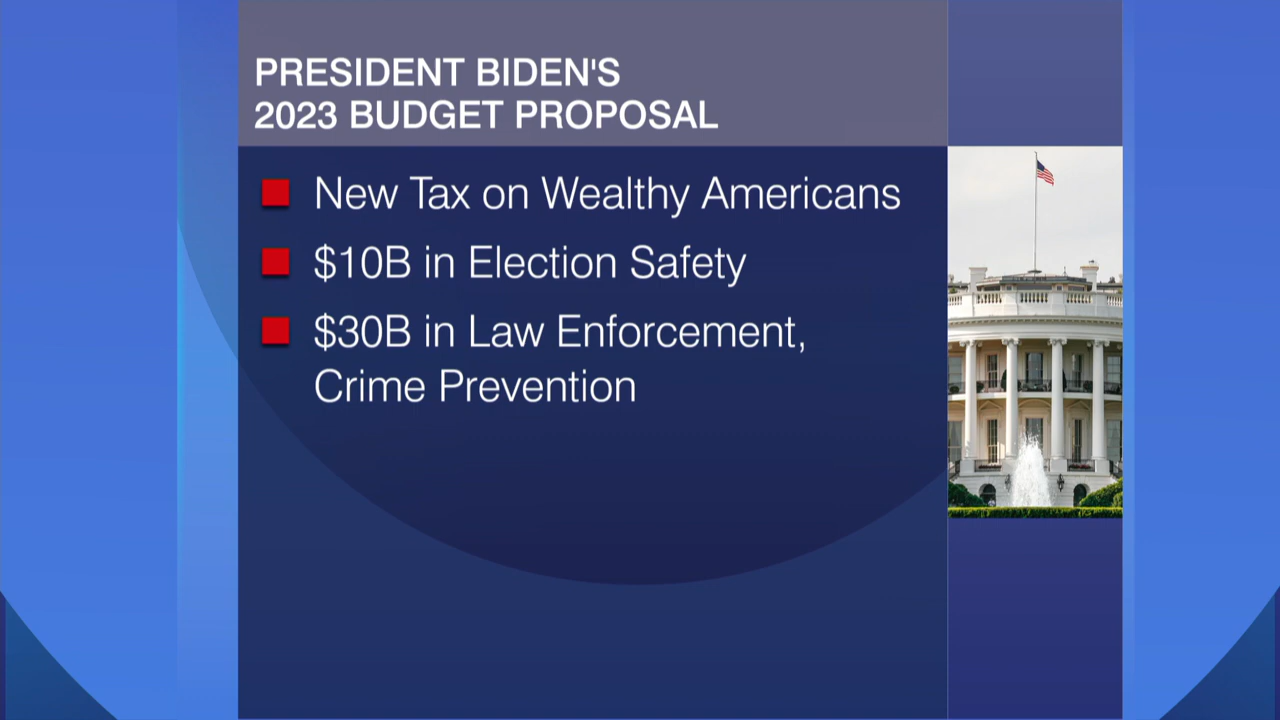 PRESIDENT BIDEN'S
2023 BUDGET PROPOSAL
New Tax on Wealthy Americans
$10B in Election Safety
$30B in Law Enforcement,
Crime Prevention